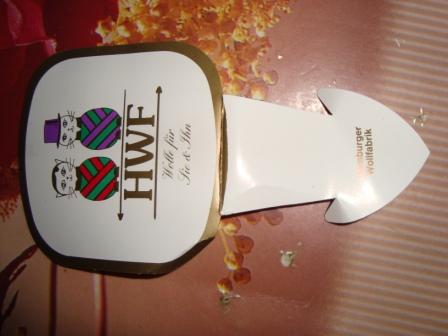 HWF
Wolle für
Sie & Ihn
Wollfabrik